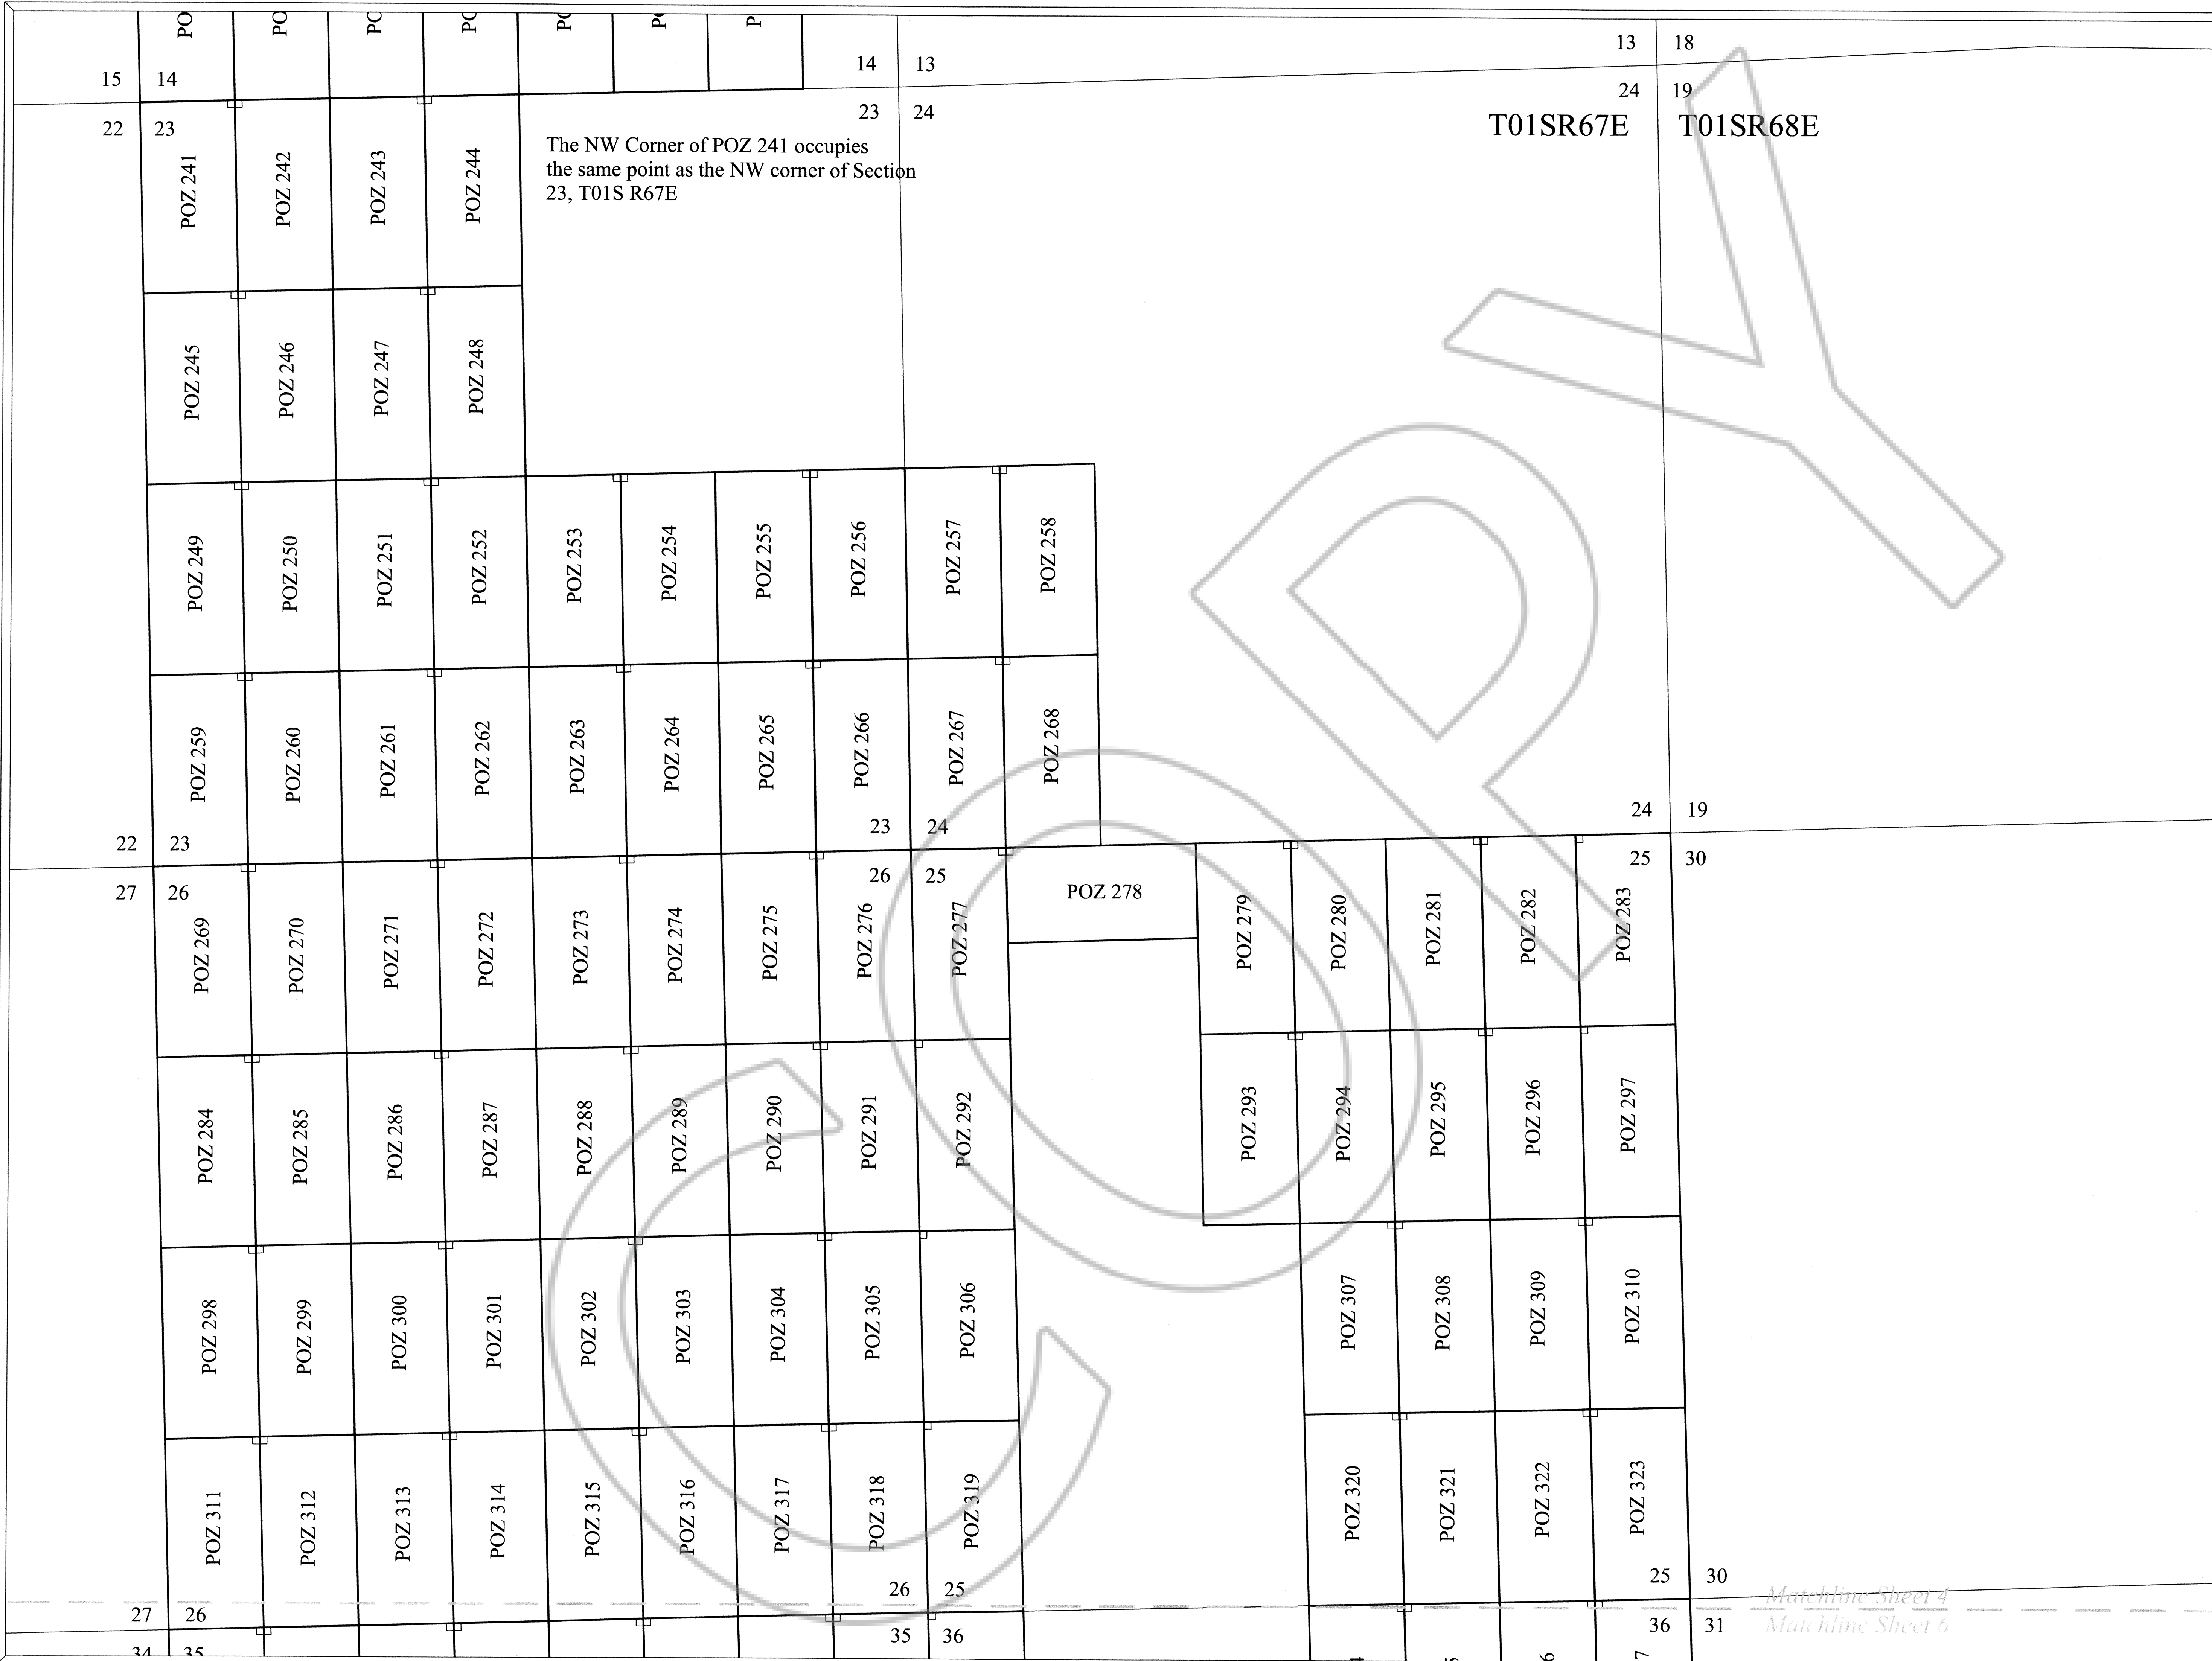 PO PO PO PO PO PO P
13 18
15 14 14 13
24 19
22 23 23 24
T01SR67E T01SR68E
The NW Corner of POZ 241 occupies
the same point as the NW corner of Section
23, T01S R67E
POZ 241 POZ 242 POZ 243 POZ 244
POZ 245 POZ 246 POZ 247 POZ 248
POZ 249 POZ 250 POZ 251 POZ 252 POZ 253 POZ 254 POZ 255 POZ 256 POZ 257 POZ 258
POZ 259 POZ 260 POZ 261 POZ 262 POZ 263 POZ 264 POZ 265 POZ 266 POZ 267 POZ 268
22 23 23 24 24 19
27 26 26 25 25 30
POZ 269 POZ 270 POZ 271 POZ 272 POZ 273 POZ 274 POZ 275 POZ 276 POZ 277 POZ 278 POZ 279 POZ 280 POZ 281 POZ 282 POZ 283
POZ 284 POZ 285 POZ 286 POZ 287 POZ 288 POZ 289 POZ 290 POZ 291 POZ 292 POZ 293 POZ 294 POZ 295 POZ 296 POZ 297
POZ 298 POZ 299 POZ 300 POZ 301 POZ 302 POZ 303 POZ 304 POZ 305 POZ 306 POZ 307 POZ 308 POZ 309 POZ 310
POZ 311 POZ 312 POZ 313 POZ 314 POZ 315 POZ 316 POZ 317 POZ 318 POZ 319 POZ 320 POZ 321 POZ 322 POZ 323
27 26 26 25 25 30
Matchline Sheet 4
Matchline Sheet 6
34 35 35 36 36 31
COPY